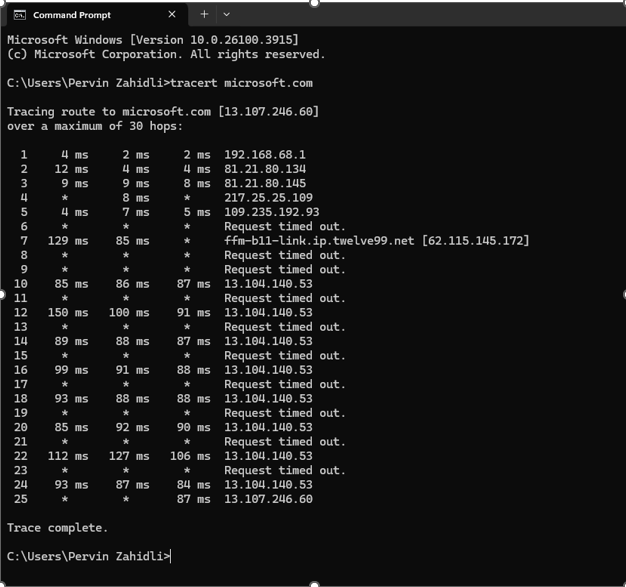 Command Prompt
Microsoft Windows [Version 10.0.26100.3915]
(c) Microsoft Corporation. All rights reserved.
C:\Users\Pervin Zahidli>tracert microsoft.com
Tracing route to microsoft.com [13.107.246.60]
over a maximum of 30 hops:
1 4 ms 2 ms 2 ms 192.168.68.1
2 12 ms 4 ms 4 ms 81.21.80.134
3 9 ms 9 ms 8 ms 81.21.80.145
4 * 8 ms * 217.25.25.109
5 4 ms 7 ms 5 ms 109.235.192.93
6 * * * Request timed out.
7 129 ms 85 ms * ffm-b11-link.ip.twelve99.net [62.115.145.172]
8 * * * Request timed out.
9 * * * Request timed out.
10 85 ms 86 ms 87 ms 13.104.140.53
11 * * * Request timed out.
12 150 ms 100 ms 91 ms 13.104.140.53
13 * * * Request timed out.
14 89 ms 88 ms 87 ms 13.104.140.53
15 * * * Request timed out.
16 99 ms 91 ms 88 ms 13.104.140.53
17 * * * Request timed out.
18 93 ms 88 ms 88 ms 13.104.140.53
19 * * * Request timed out.
20 85 ms 92 ms 90 ms 13.104.140.53
21 * * * Request timed out.
22 112 ms 127 ms 106 ms 13.104.140.53
23 * * * Request timed out.
24 93 ms 87 ms 84 ms 13.104.140.53
25 * * 87 ms 13.107.246.60
Trace complete.
C:\Users\Pervin Zahidli>